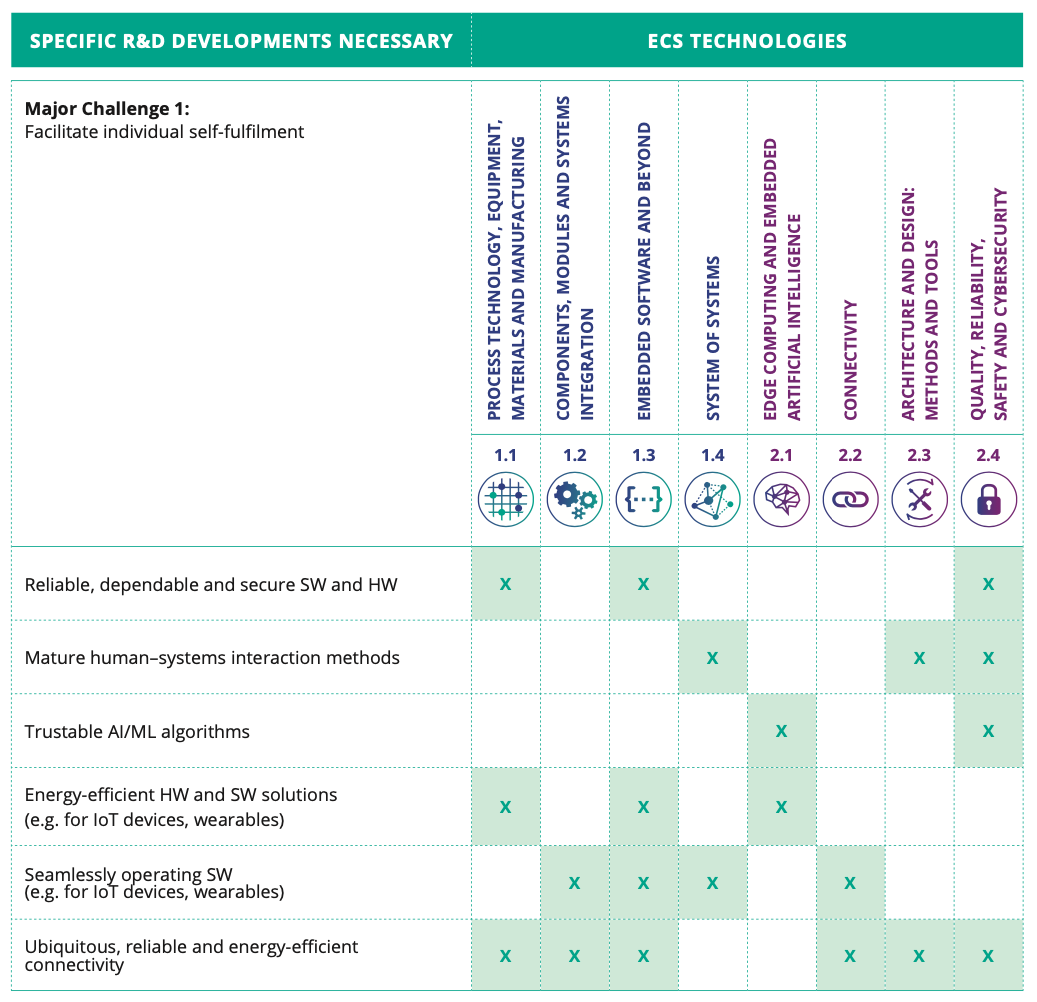 SPECIFIC R&D DEVELOPMENTS NECESSARY
ECS TECHNOLOGIES
Major Challenge 1:
Facilitate individual self-fulfilment
PROCESS TECHNOLOGY, EQUIPMENT,
MATERIALS AND MANUFACTURING
COMPONENTS, MODULES AND SYSTEMS
INTEGRATION
EMBEDDED SOFTWARE AND BEYOND
SYSTEM OF SYSTEMS
EDGE COMPUTING AND EMBEDDED
ARTIFICIAL INTELLIGENCE
CONNECTIVITY
ARCHITECTURE AND DESIGN:
METHODS AND TOOLS
QUALITY, RELIABILITY,
SAFETY AND CYBERSECURITY
1.1 1.2 1.3 1.4 2.1 2.2 2.3 2.4
Reliable, dependable and secure SW and HW X X X
Mature human–systems interaction methods X X X
Trustable AI/ML algorithms X X
Energy-efficient HW and SW solutions
(e.g. for IoT devices, wearables) X X X
Seamlessly operating SW
(e.g. for IoT devices, wearables) X X X X
Ubiquitous, reliable and energy-efficient
connectivity X X X X X X